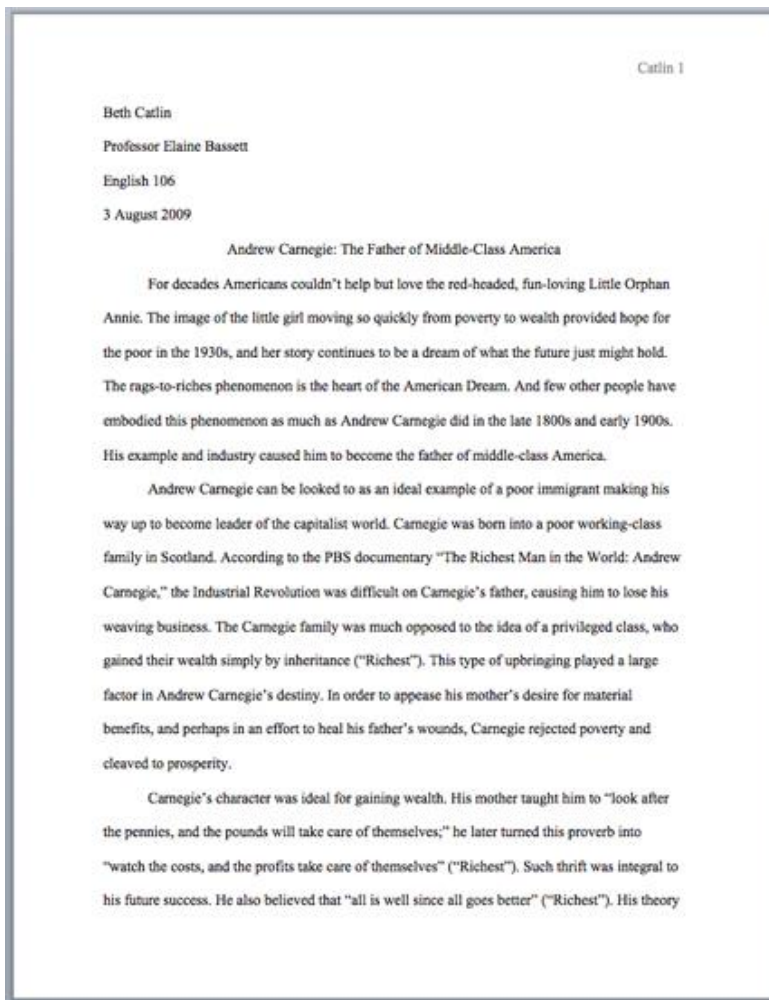 Catlin 1
Beth Catlin
Professor Elaine Bassett
English 106
3 August 2009
Andrew Carnegie: The Father of Middle-Class America
For decades Americans couldn’t help but love the red-headed, fun-loving Little Orphan
Annie. The image of the little girl moving so quickly from poverty to wealth provided hope for
the poor in the 1930s, and her story continues to be a dream of what the future just might hold.
The rags-to-riches phenomenon is the heart of the American Dream. And few other people have
embodied this phenomenon as much as Andrew Carnegie did in the late 1800s and early 1900s.
His example and industry caused him to become the father of middle-class America.
Andrew Carnegie can be looked to as an ideal example of a poor immigrant making his
way up to become leader of the capitalist world. Carnegie was born into a poor working-class
family in Scotland. According to the PBS documentary “The Richest Man in the World: Andrew
Carnegie,” the Industrial Revolution was difficult on Carnegie’s father, causing him to lose his
weaving business. The Carnegie family was much opposed to the idea of a privileged class, who
gained their wealth simply by inheritance (“Richest”). This type of upbringing played a large
factor in Andrew Carnegie’s destiny. In order to appease his mother’s desire for material
benefits, and perhaps in an effort to heal his father’s wounds, Carnegie rejected poverty and
cleaved to prosperity.
Carnegie’s character was ideal for gaining wealth. His mother taught him to “look after
the pennies, and the pounds will take care of themselves;” he later turned this proverb into
“watch the costs, and the profits take care of themselves” (“Richest”). Such thrift was integral to
his future success. He also believed that “all is well since all goes better” (“Richest”). His theory